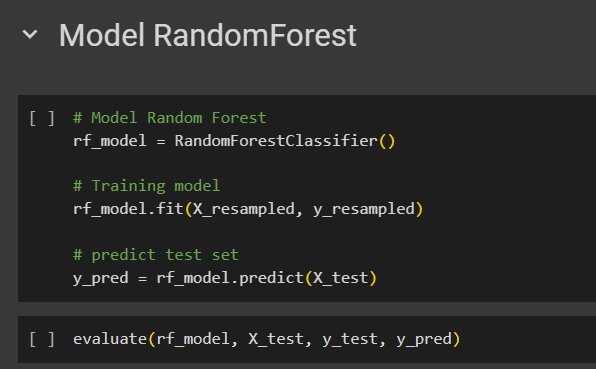 Model RandomForest
[ ] # Model Random Forest
rf_model = RandomForestClassifier()
# Training model
rf_model.fit(X_resampled, y_resampled)
# predict test set
y_pred = rf_model.predict(X_test)
[ ] evaluate(rf_model, X_test, y_test, y_pred)